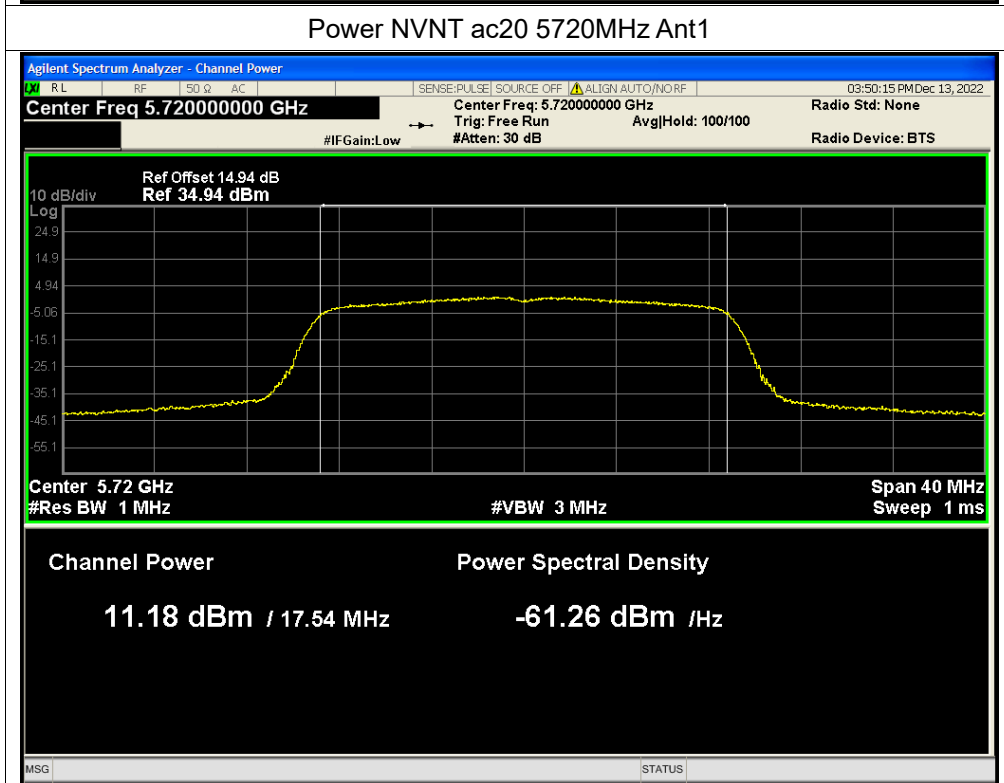 Power NVNT ac20 5720MHz Ant1
Agilent Spectrum Analyzer - Channel Power
LXI RL RF 50 Ω AC SENSE:PULSE SOURCE OFF ALIGN AUTO/NO RF 03:50:15 PM Dec 13, 2022
Center Freq 5.720000000 GHz Center Freq: 5.720000000 GHz Radio Std: None
Trig: Free Run Avg|Hold: 100/100
#IFGain:Low #Atten: 30 dB Radio Device: BTS
Ref Offset 14.94 dB
10 dB/div Ref 34.94 dBm
Log
24.9
14.9
4.94
-5.06
-15.1
-25.1
-35.1
-45.1
-55.1
Center 5.72 GHz Span 40 MHz
#Res BW 1 MHz #VBW 3 MHz Sweep 1 ms
Channel Power Power Spectral Density
11.18 dBm / 17.54 MHz -61.26 dBm /Hz
MSG STATUS